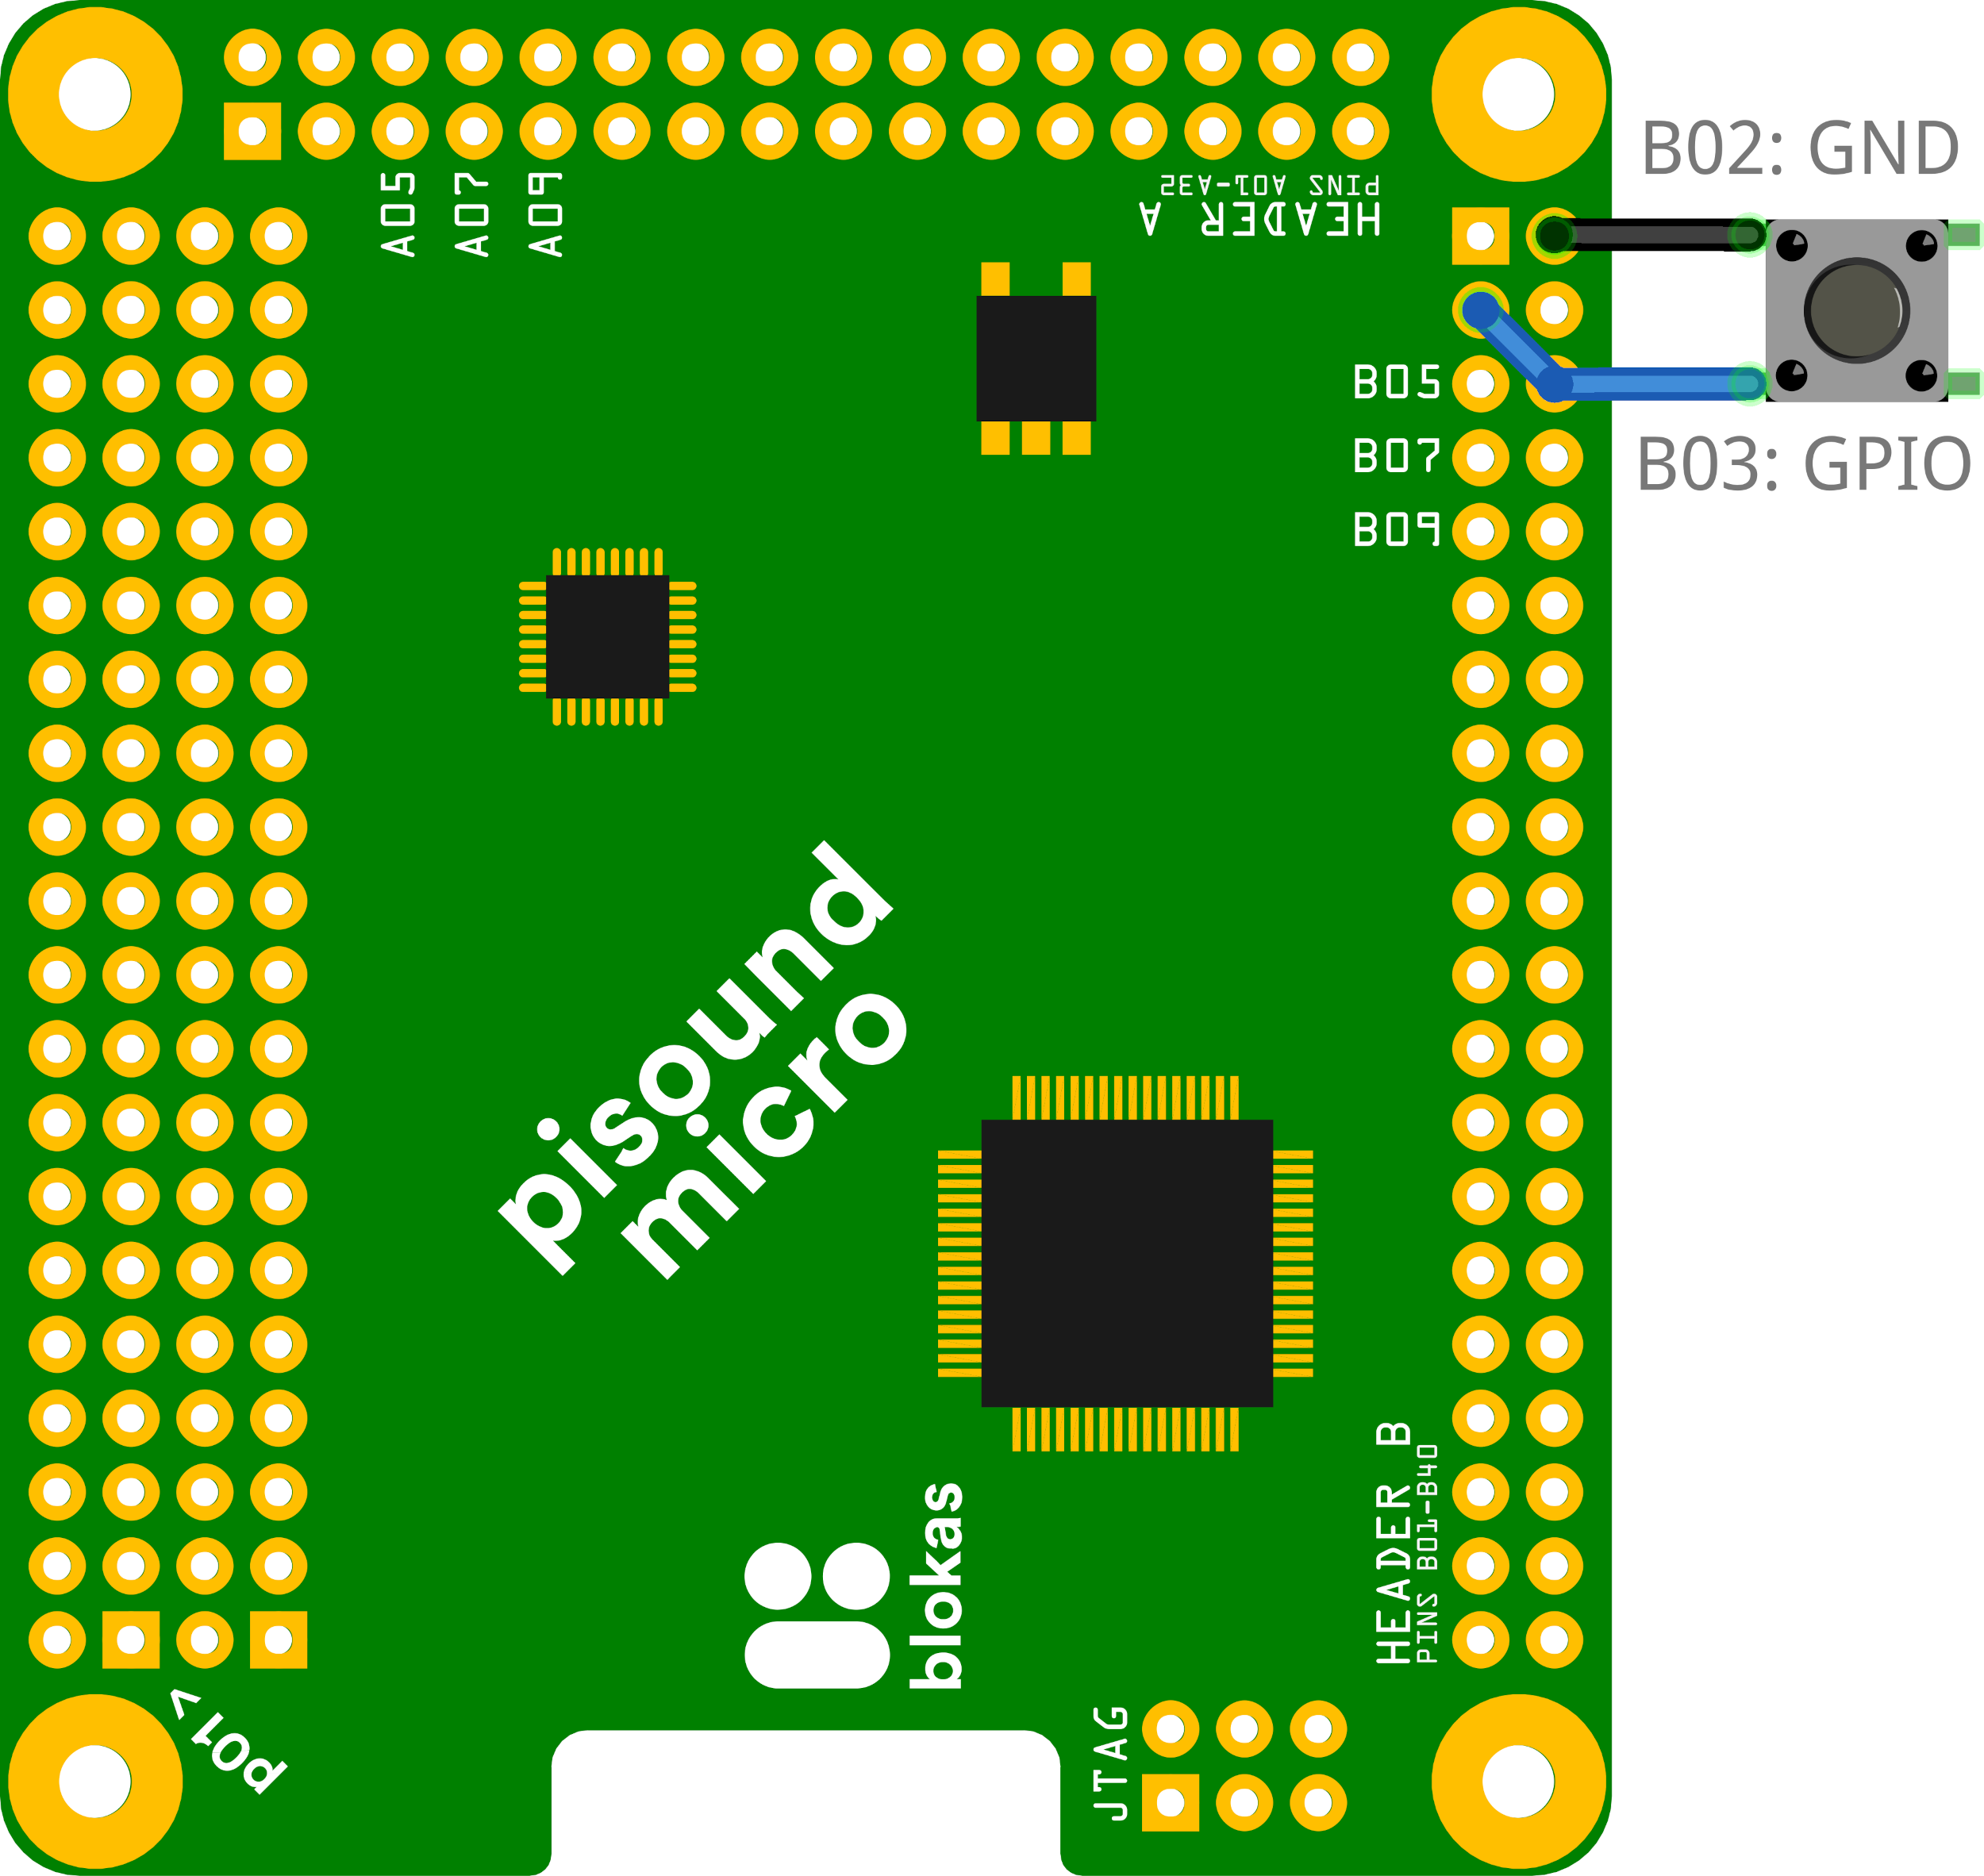 B02: GND
A05
A07
A09
PINS A01-A32
HEADER A
B05
B07
B09
B03: GPIO
pisound
micro
HEADER B
PINS B01-B40
blokas
JTAG